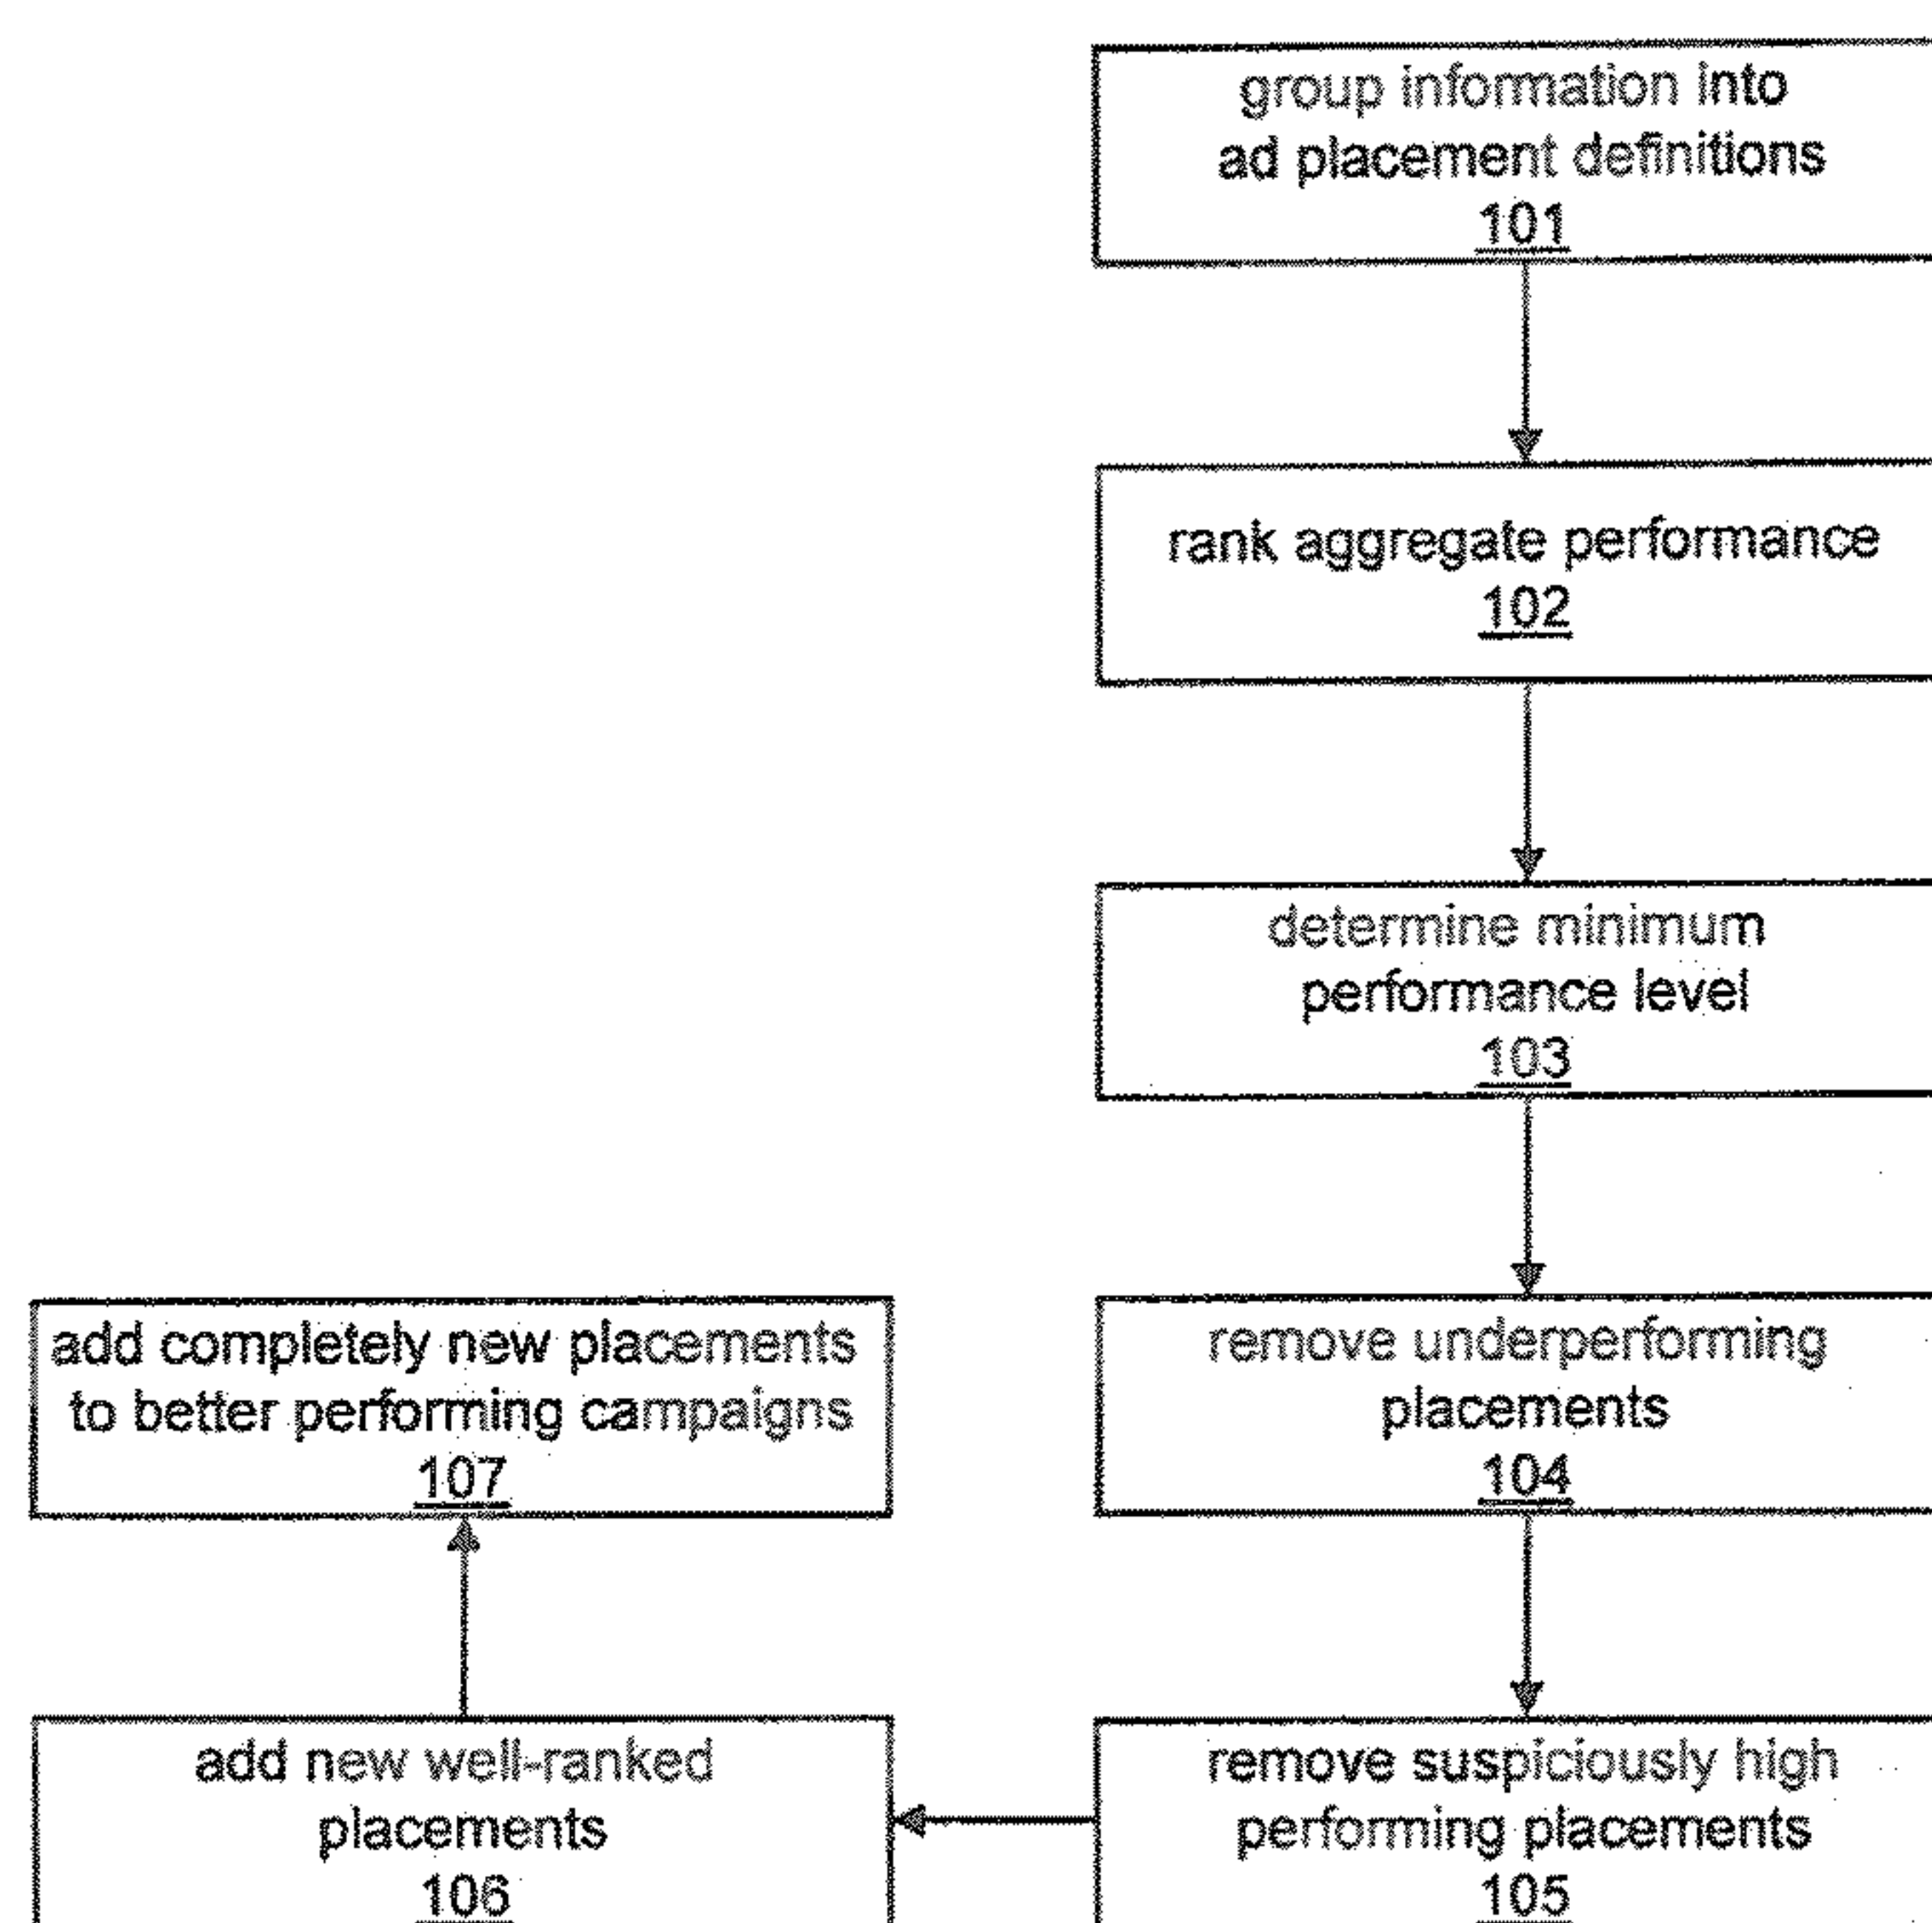 group information into
ad placement definitions
101
rank aggregate performance
102
determine minimum
performance level
103
remove underperforming
placements
104
remove suspiciously high
performing placements
105
add new well-ranked
placements
106
add completely new placements
to better performing campaigns
107